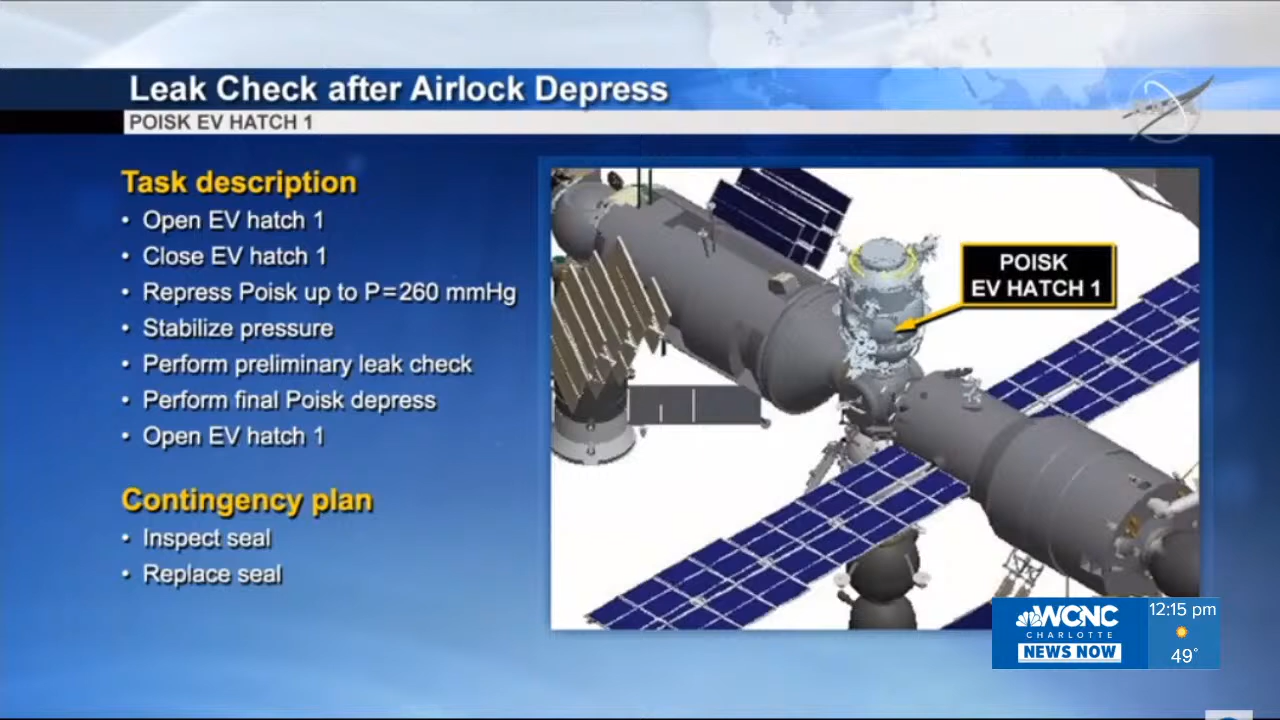 Leak Check after Airlock Depress
POISK EV HATCH 1
Task description
• Open EV hatch 1
• Close EV hatch 1
• Repress Poisk up to P=260 mmHg
• Stabilize pressure
• Perform preliminary leak check
• Perform final Poisk depress
• Open EV hatch 1
Contingency plan
• Inspect seal
• Replace seal
POISK
EV HATCH 1
WCNC
CHARLOTTE
NEWS NOW
12:15 pm
49°